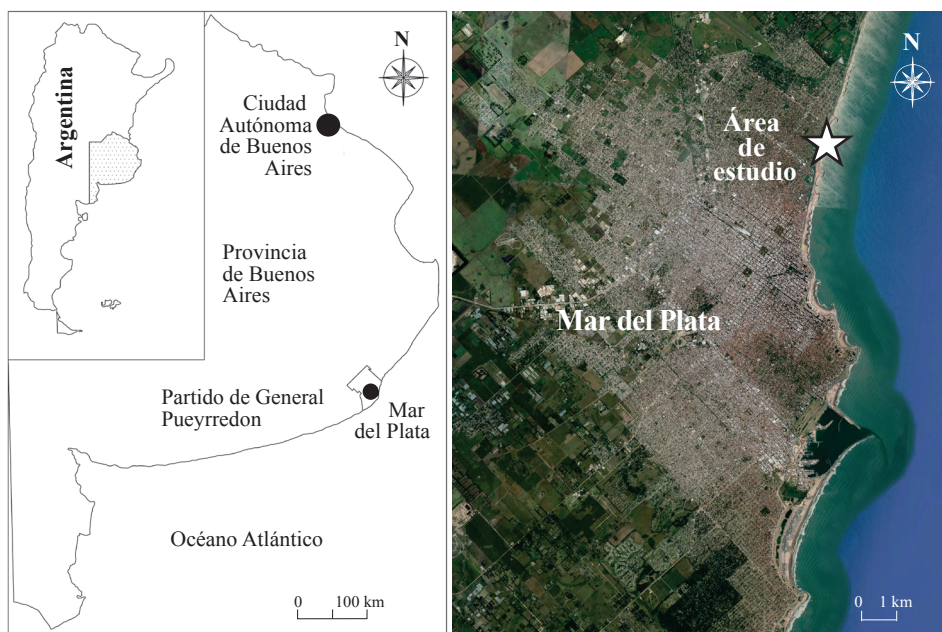 Argentina
N
Ciudad
Autónoma
de Buenos
Aires
Provincia
de Buenos
Aires
Partido de General
Pueyrredon
Mar
del Plata
Océano Atlántico
0 100 km
N
Área
de
estudio
Mar del Plata
0 1 km